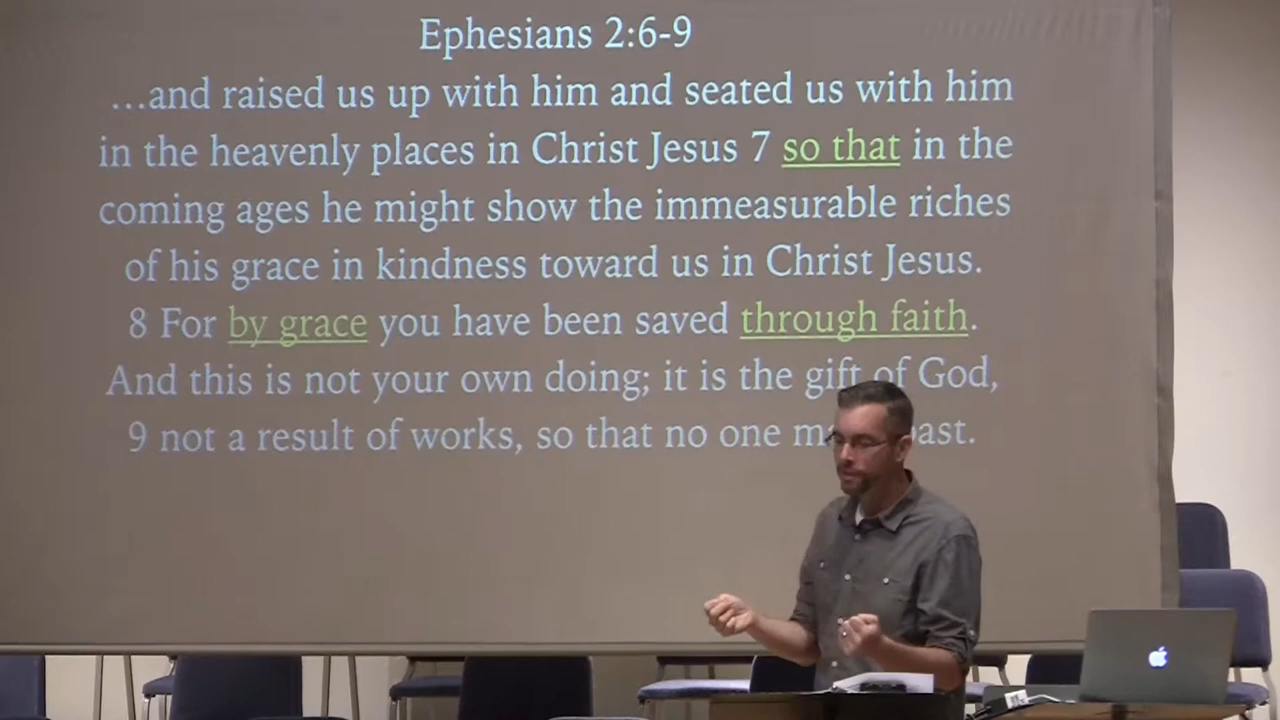 Ephesians 2:6-9
...and raised us up with him and seated us with him
in the heavenly places in Christ Jesus 7 so that in the
coming ages he might show the immeasurable riches
of his grace in kindness toward us in Christ Jesus.
8 For by grace you have been saved through faith.
And this is not your own doing; it is the gift of God,
9 not a result of works, so that no one